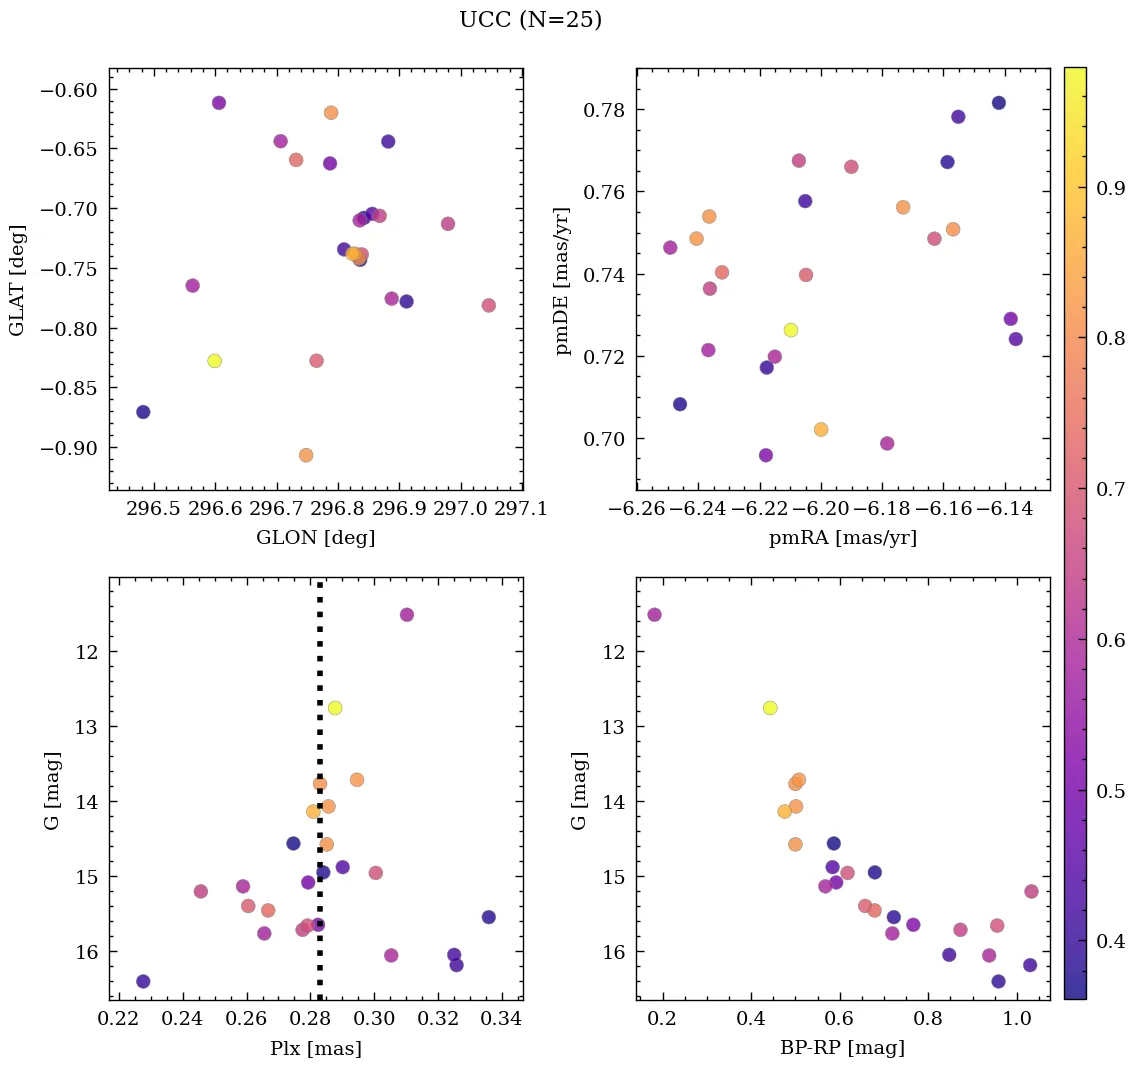 UCC (N=25)
−0.60
−0.65
−0.70
−0.75
−0.80
−0.85
−0.90
GLAT [deg]
296.5 296.6 296.7 296.8 296.9 297.0 297.1
GLON [deg]
0.78
0.76
0.74
0.72
0.70
pmDE [mas/yr]
−6.26 −6.24 −6.22 −6.20 −6.18 −6.16 −6.14
pmRA [mas/yr]
12
13
14
15
16
G [mag]
0.22 0.24 0.26 0.28 0.30 0.32 0.34
Plx [mas]
12
13
14
15
16
G [mag]
0.2 0.4 0.6 0.8 1.0
BP-RP [mag]
0.9
0.8
0.7
0.6
0.5
0.4